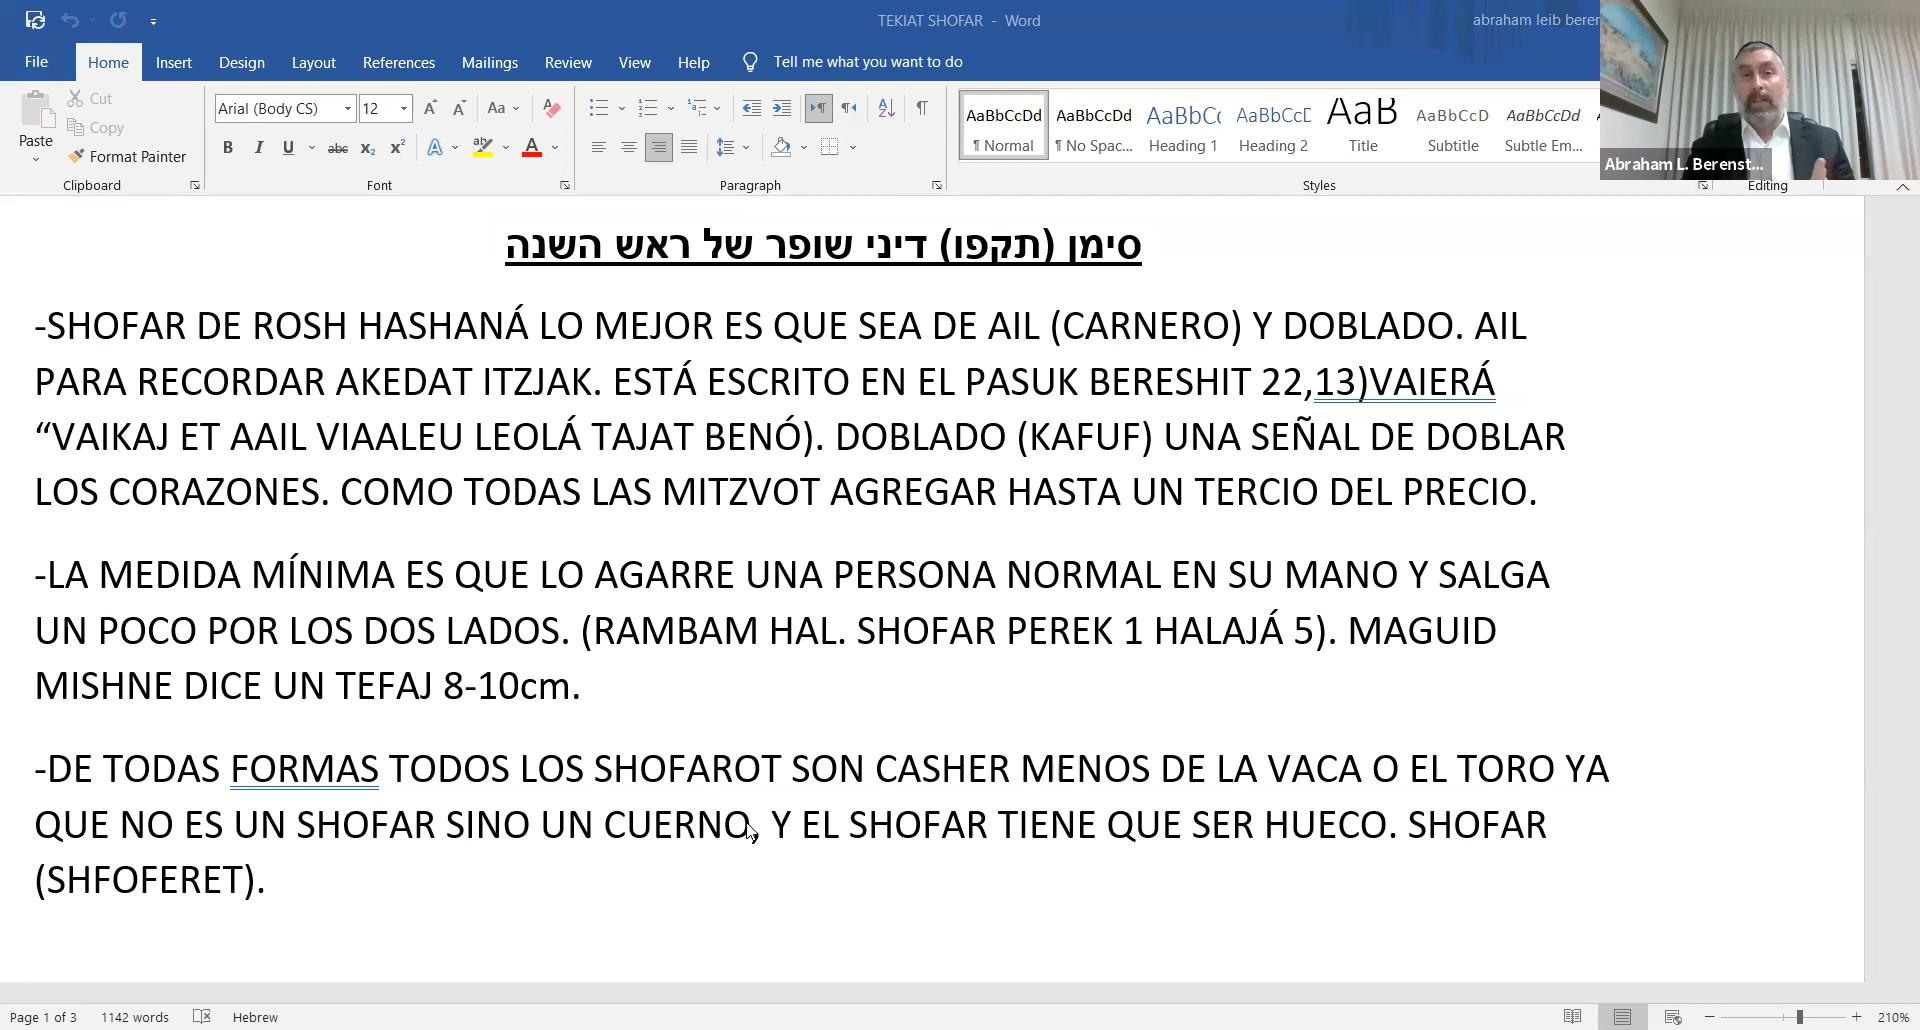 TEKIAT SHOFAR - Word
abraham leib berer
File
Home
Insert
Design
Layout
References
Mailings
Review
View
Help
Tell me what you want to do
Paste
Cut
Copy
Format Painter
Clipboard
Arial (Body CS)
12
Font
Paragraph
AaBbCcDd
¶ Normal
AaBbCcDd
¶ No Spac...
AaBbCc
Heading 1
AaBbCcD
Heading 2
AaB
Title
AaBbCcD
Subtitle
AaBbCcDd
Subtle Em...
Styles
Editing
Abraham L. Berenst...
סימן (תקפו) דיני שופר של ראש השנה
-SHOFAR DE ROSH HASHANÁ LO MEJOR ES QUE SEA DE AIL (CARNERO) Y DOBLADO. AIL
PARA RECORDAR AKEDAT ITZJAK. ESTÁ ESCRITO EN EL PASUK BERESHIT 22,13)VAIERÁ
“VAIKAJ ET AAIL VIAALEU LEOLÁ TAJAT BENÓ). DOBLADO (KAFUF) UNA SEÑAL DE DOBLAR
LOS CORAZONES. COMO TODAS LAS MITZVOT AGREGAR HASTA UN TERCIO DEL PRECIO.
-LA MEDIDA MÍNIMA ES QUE LO AGARRE UNA PERSONA NORMAL EN SU MANO Y SALGA
UN POCO POR LOS DOS LADOS. (RAMBAM HAL. SHOFAR PEREK 1 HALAJÁ 5). MAGUID
MISHNE DICE UN TEFAJ 8-10cm.
-DE TODAS FORMAS TODOS LOS SHOFAROT SON CASHER MENOS DE LA VACA O EL TORO YA
QUE NO ES UN SHOFAR SINO UN CUERNO, Y EL SHOFAR TIENE QUE SER HUECO. SHOFAR
(SHFOFERET).
Page 1 of 3
1142 words
Hebrew
210%